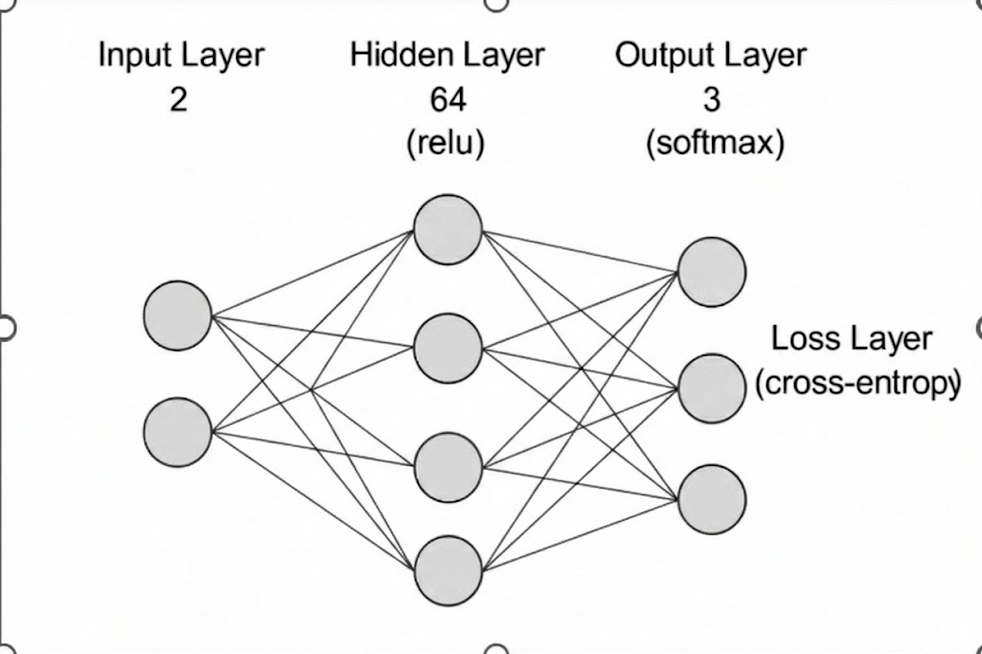 Input Layer
2
Hidden Layer
64
(relu)
Output Layer
3
(softmax)
Loss Layer
(cross-entropy)